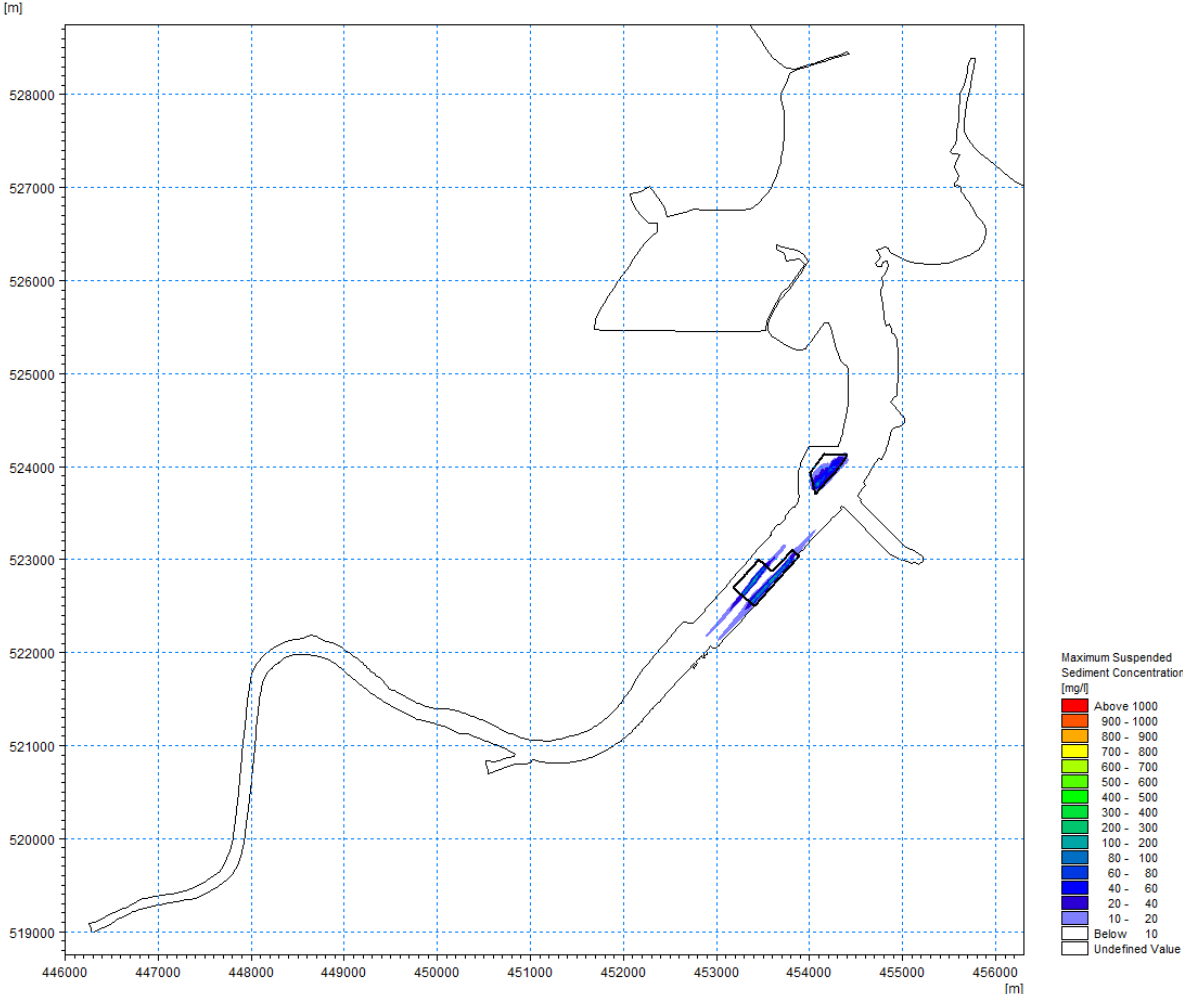 [m]
528000
527000
526000
525000
524000
523000
522000
521000
520000
519000
446000 447000 448000 449000 450000 451000 452000 453000 454000 455000 456000
[m]
Maximum Suspended
Sediment Concentration
[mg/l]
Above 1000
900 - 1000
800 - 900
700 - 800
600 - 700
500 - 600
400 - 500
300 - 400
200 - 300
100 - 200
80 - 100
60 - 80
40 - 60
20 - 40
10 - 20
Below 10
Undefined Value